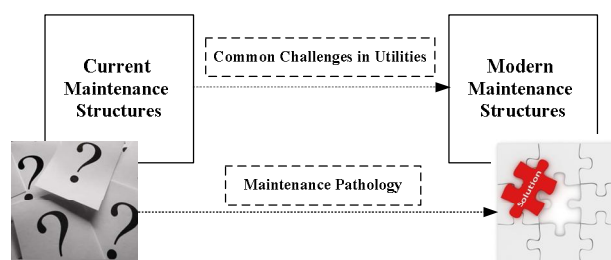 Current
Maintenance
Structures
Common Challenges in Utilities
Modern
Maintenance
Structures
?
?
?
?
Maintenance Pathology
Solution